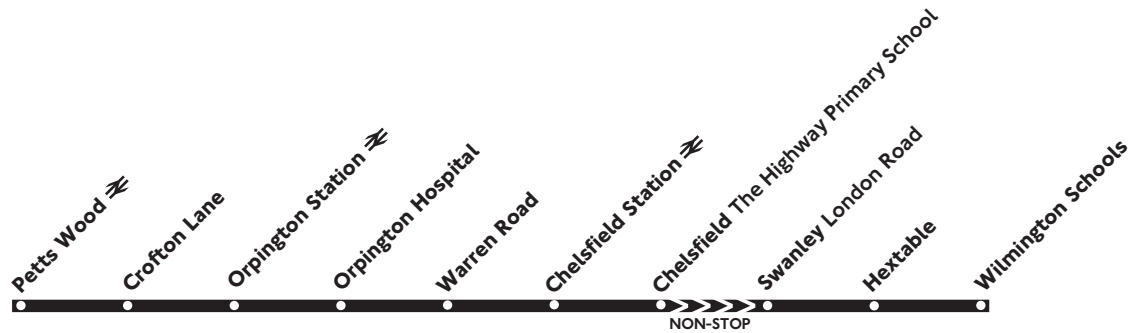 Petts Wood
Crofton Lane
Orpington Station
Orpington Hospital
Warren Road
Chelsfield Station
Chelsfield The Highway Primary School
Swanley London Road
Hextable
Wilmington Schools
NON-STOP